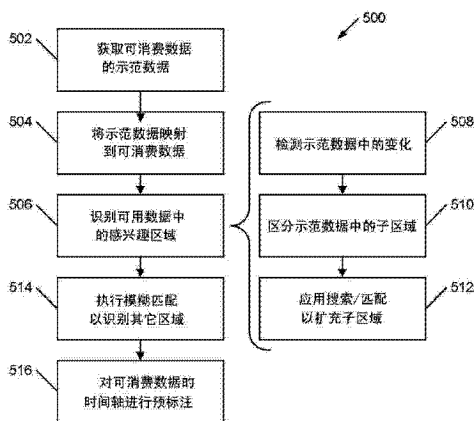 500
502
获取可消费数据
的示范数据
504
将示范数据映射
到可消费数据
506
识别可用数据中
的感兴趣区域
514
执行模糊匹配
以识别其它区域
516
对可消费数据的
时间轴进行预标注
508
检测示范数据中的变化
510
区分示范数据中的子区域
512
应用搜索/匹配
以扩充子区域